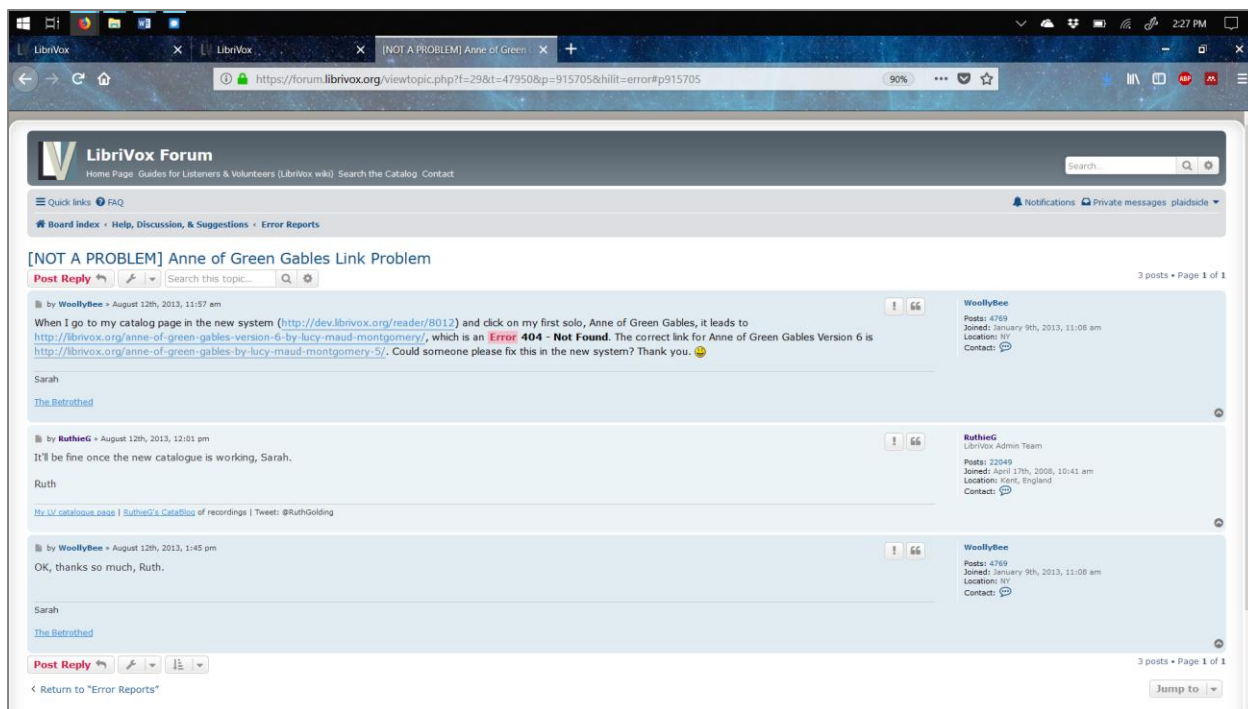 2:27 PM
LibriVox
LibriVox
[NOT A PROBLEM] Anne of Green
https://forum.librivox.org/viewtopic.php?f=29&t=47950&p=915705&hilit=error#p915705
90%
ABP
LibriVox Forum
Home Page Guides for Listeners & Volunteers (LibriVox wiki) Search the Catalog Contact
Search...
Quick links FAQ
Notifications Private messages plaidside
Board index ‹ Help, Discussion, & Suggestions ‹ Error Reports
[NOT A PROBLEM] Anne of Green Gables Link Problem
Post Reply
Search this topic...
3 posts • Page 1 of 1
by WoollyBee » August 12th, 2013, 11:57 am
When I go to my catalog page in the new system (http://dev.librivox.org/reader/8012) and click on my first solo, Anne of Green Gables, it leads to
http://librivox.org/anne-of-green-gables-version-6-by-lucy-maud-montgomery/, which is an Error 404 - Not Found. The correct link for Anne of Green Gables Version 6 is
http://librivox.org/anne-of-green-gables-by-lucy-maud-montgomery-5/. Could someone please fix this in the new system? Thank you.
Sarah
The Betrothed
WoollyBee
Posts: 4769
Joined: January 9th, 2013, 11:08 am
Location: NY
Contact:
by RuthieG » August 12th, 2013, 12:01 pm
It'll be fine once the new catalogue is working, Sarah.
Ruth
My LV catalogue page | RuthieG's CataBlog of recordings | Tweet: @RuthGolding
RuthieG
LibriVox Admin Team
Posts: 22049
Joined: April 17th, 2008, 10:41 am
Location: Kent, England
Contact:
by WoollyBee » August 12th, 2013, 1:45 pm
OK, thanks so much, Ruth.
Sarah
The Betrothed
WoollyBee
Posts: 4769
Joined: January 9th, 2013, 11:08 am
Location: NY
Contact:
Post Reply
3 posts • Page 1 of 1
‹ Return to "Error Reports"
Jump to